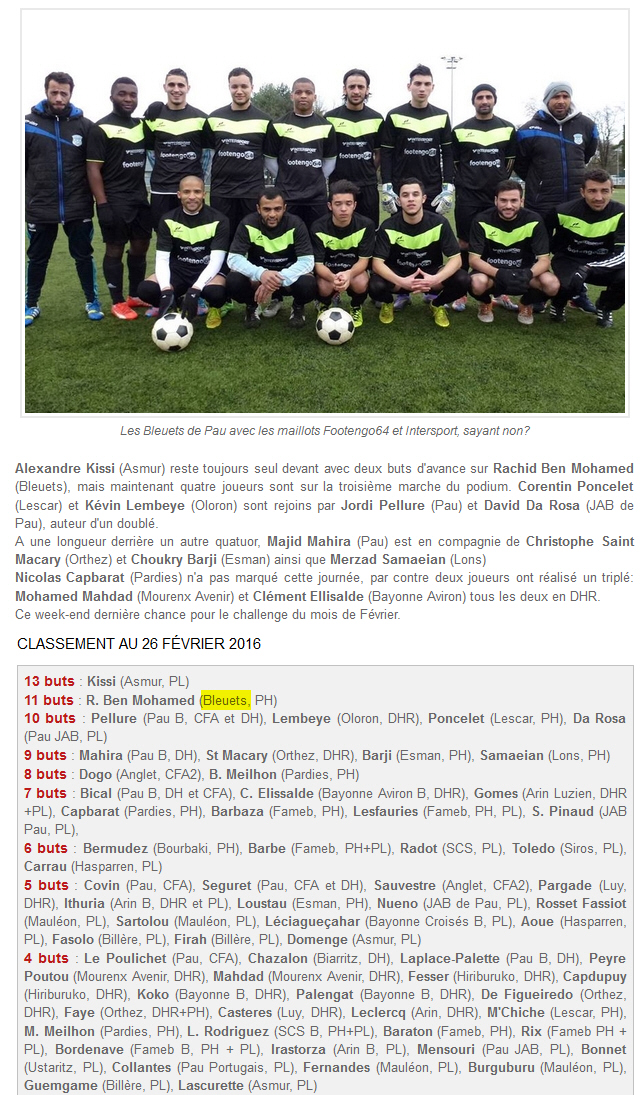 INTERSPORT
footengo64
INTERSPORT
footengo64
INTERSPORT
footengo64
INTERSPORT
footengo64
INTERSPORT
footengo64
Les Bleuets de Pau avec les maillots Footengo64 et Intersport, sayant non?
Alexandre Kissi (Asmur) reste toujours seul devant avec deux buts d'avance sur Rachid Ben Mohamed
(Bleuets), mais maintenant quatre joueurs sont sur la troisième marche du podium. Corentin Poncelet
(Lescar) et Kévin Lembeye (Oloron) sont rejoins par Jordi Pellure (Pau) et David Da Rosa (JAB de
Pau), auteur d'un doublé.
A une longueur derrière un autre quatuor, Majid Mahira (Pau) est en compagnie de Christophe Saint
Macary (Orthez) et Choukry Barji (Esman) ainsi que Merzad Samaeian (Lons)
Nicolas Capbarat (Pardies) n'a pas marqué cette journée, par contre deux joueurs ont réalisé un triplé:
Mohamed Mahdad (Mourenx Avenir) et Clément Ellisalde (Bayonne Aviron) tous les deux en DHR.
Ce week-end dernière chance pour le challenge du mois de Février.
CLASSEMENT AU 26 FÉVRIER 2016
13 buts : Kissi (Asmur, PL)
11 buts : R. Ben Mohamed (Bleuets, PH)
10 buts : Pellure (Pau B, CFA et DH), Lembeye (Oloron, DHR), Poncelet (Lescar, PH), Da Rosa
(Pau JAB, PL)
9 buts : Mahira (Pau B, DH), St Macary (Orthez, DHR), Barji (Esman, PH), Samaeian (Lons, PH)
8 buts : Dogo (Anglet, CFA2), B. Meilhon (Pardies, PH)
7 buts : Bical (Pau B, DH et CFA), C. Elissalde (Bayonne Aviron B, DHR), Gomes (Arin Luzien, DHR
+PL), Capbarat (Pardies, PH), Barbaza (Fameb, PH), Lesfauries (Fameb, PH, PL), S. Pinaud (JAB
Pau, PL),
6 buts : Bermudez (Bourbaki, PH), Barbe (Fameb, PH+PL), Radot (SCS, PL), Toledo (Siros, PL),
Carrau (Hasparren, PL)
5 buts : Covin (Pau, CFA), Seguret (Pau, CFA et DH), Sauvestre (Anglet, CFA2), Pargade (Luy,
DHR), Ithuria (Arin B, DHR et PL), Loustau (Esman, PH), Nueno (JAB de Pau, PL), Rosset Fassiot
(Mauléon, PL), Sartolou (Mauléon, PL), Léciagueçahar (Bayonne Croisés B, PL), Aoue (Hasparren,
PL), Fasolo (Billère, PL), Firah (Billère, PL), Domenge (Asmur, PL)
4 buts : Le Poulichet (Pau, CFA), Chazalon (Biarritz, DH), Laplace-Palette (Pau B, DH), Peyre
Poutou (Mourenx Avenir, DHR), Mahdad (Mourenx Avenir, DHR), Fesser (Hiriburuko, DHR), Capdupuy
(Hiriburuko, DHR), Koko (Bayonne B, DHR), Palengat (Bayonne B, DHR), De Figueiredo (Orthez,
DHR), Faye (Orthez, DHR+PH), Casteres (Luy, DHR), Leclercq (Arin, DHR), M'Chiche (Lescar, PH),
M. Meilhon (Pardies, PH), L. Rodriguez (SCS B, PH+PL), Baraton (Fameb, PH), Rix (Fameb PH +
PL), Bordenave (Fameb B, PH + PL), Irastorza (Arin B, PL), Mensouri (Pau JAB, PL), Bonnet
(Ustaritz, PL), Collantes (Pau Portugais, PL), Fernandes (Mauléon, PL), Burguburu (Mauléon, PL),
Guemgame (Billère, PL), Lascurette (Asmur, PL)